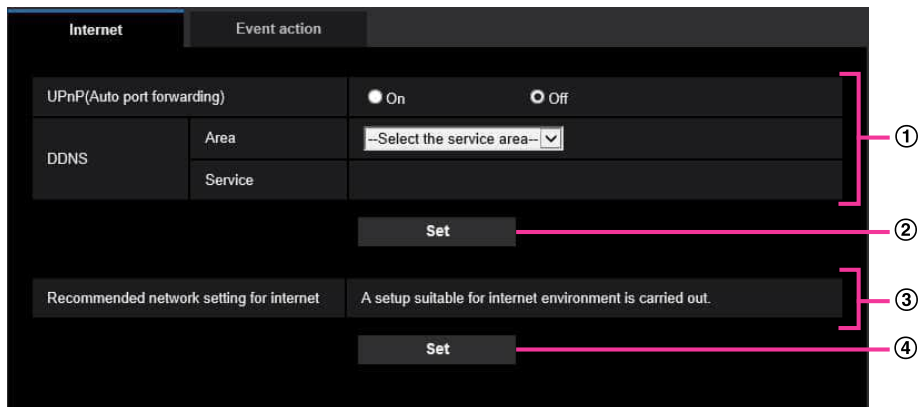 Internet Event action
UPnP(Auto port forwarding) On Off
①
DDNS Area --Select the service area--
Service
Set ②
Recommended network setting for internet A setup suitable for internet environment is carried out. ③
Set ④